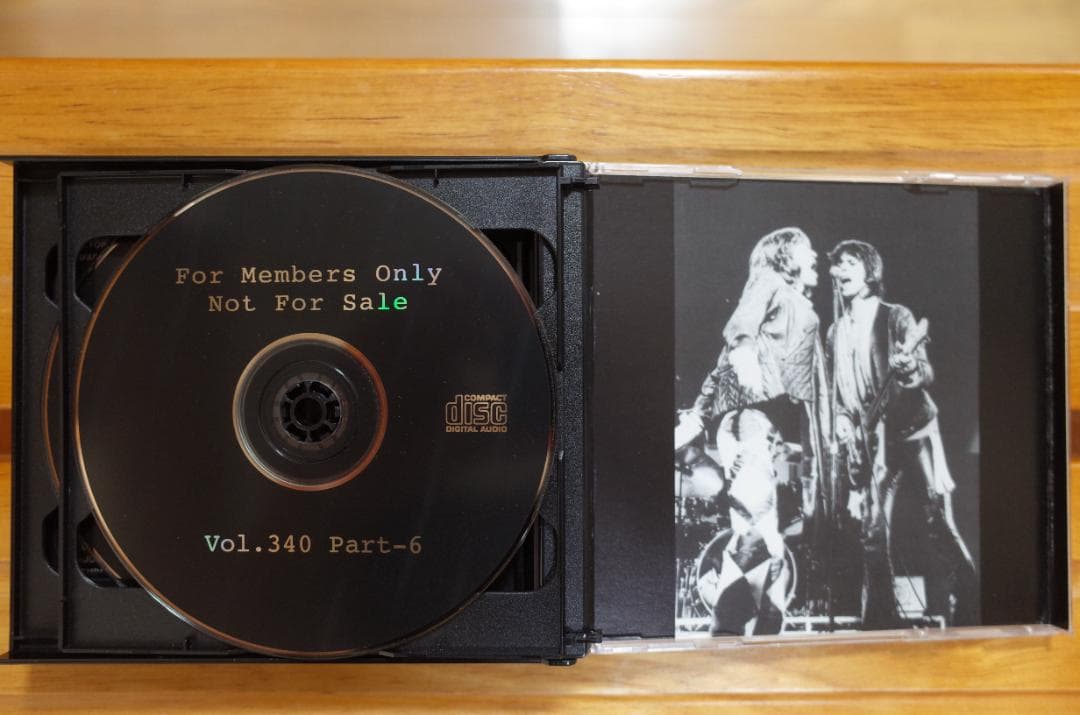 For Members Only
Not For Sale
COMPACT
disc
DIGITAL AUDIO
Vol.340 Part-6